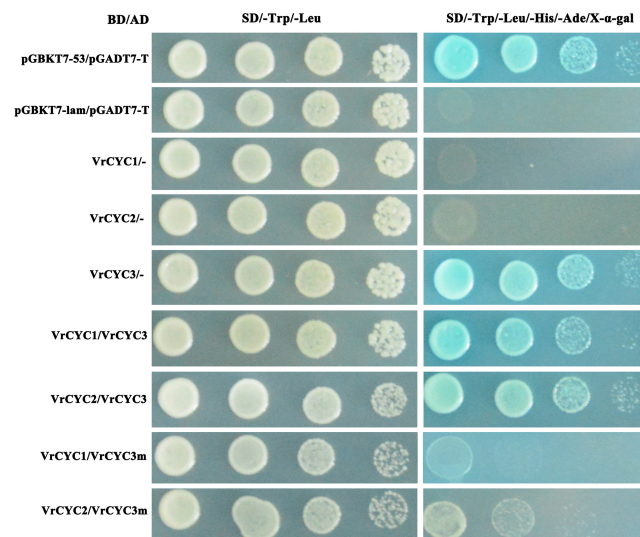 BD/AD SD/-Trp/-Leu SD/-Trp/-Leu/-His/-Ade/X-α-gal
pGBKT7-53/pGADT7-T
pGBKT7-lam/pGADT7-T
VrCYC1/-
VrCYC2/-
VrCYC3/-
VrCYC1/VrCYC3
VrCYC2/VrCYC3
VrCYC1/VrCYC3m
VrCYC2/VrCYC3m